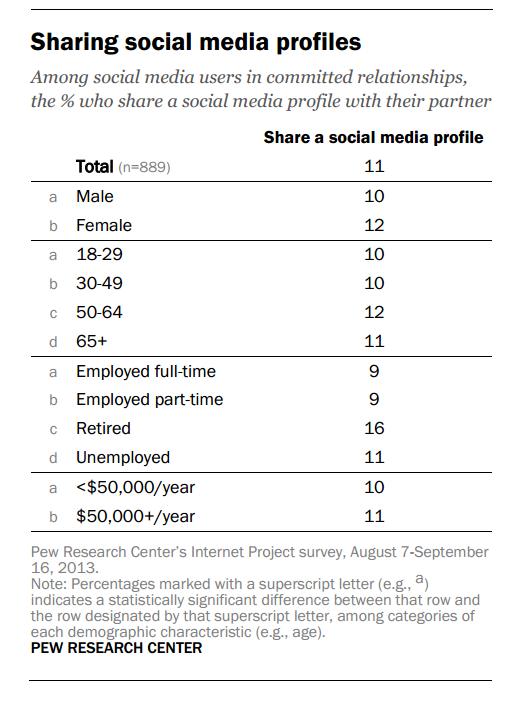 Sharing social media profiles
Among social media users in committed relationships,
the % who share a social media profile with their partner
Share a social media profile
Total (n=889) 11
a Male 10
b Female 12
a 18-29 10
b 30-49 10
c 50-64 12
d 65+ 11
a Employed full-time 9
b Employed part-time 9
c Retired 16
d Unemployed 11
a <$50,000/year 10
b $50,000+/year 11
Pew Research Center's Internet Project survey, August 7-September
16, 2013.
Note: Percentages marked with a superscript letter (e.g., a)
indicates a statistically significant difference between that row and
the row designated by that superscript letter, among categories of
each demographic characteristic (e.g., age).
PEW RESEARCH CENTER